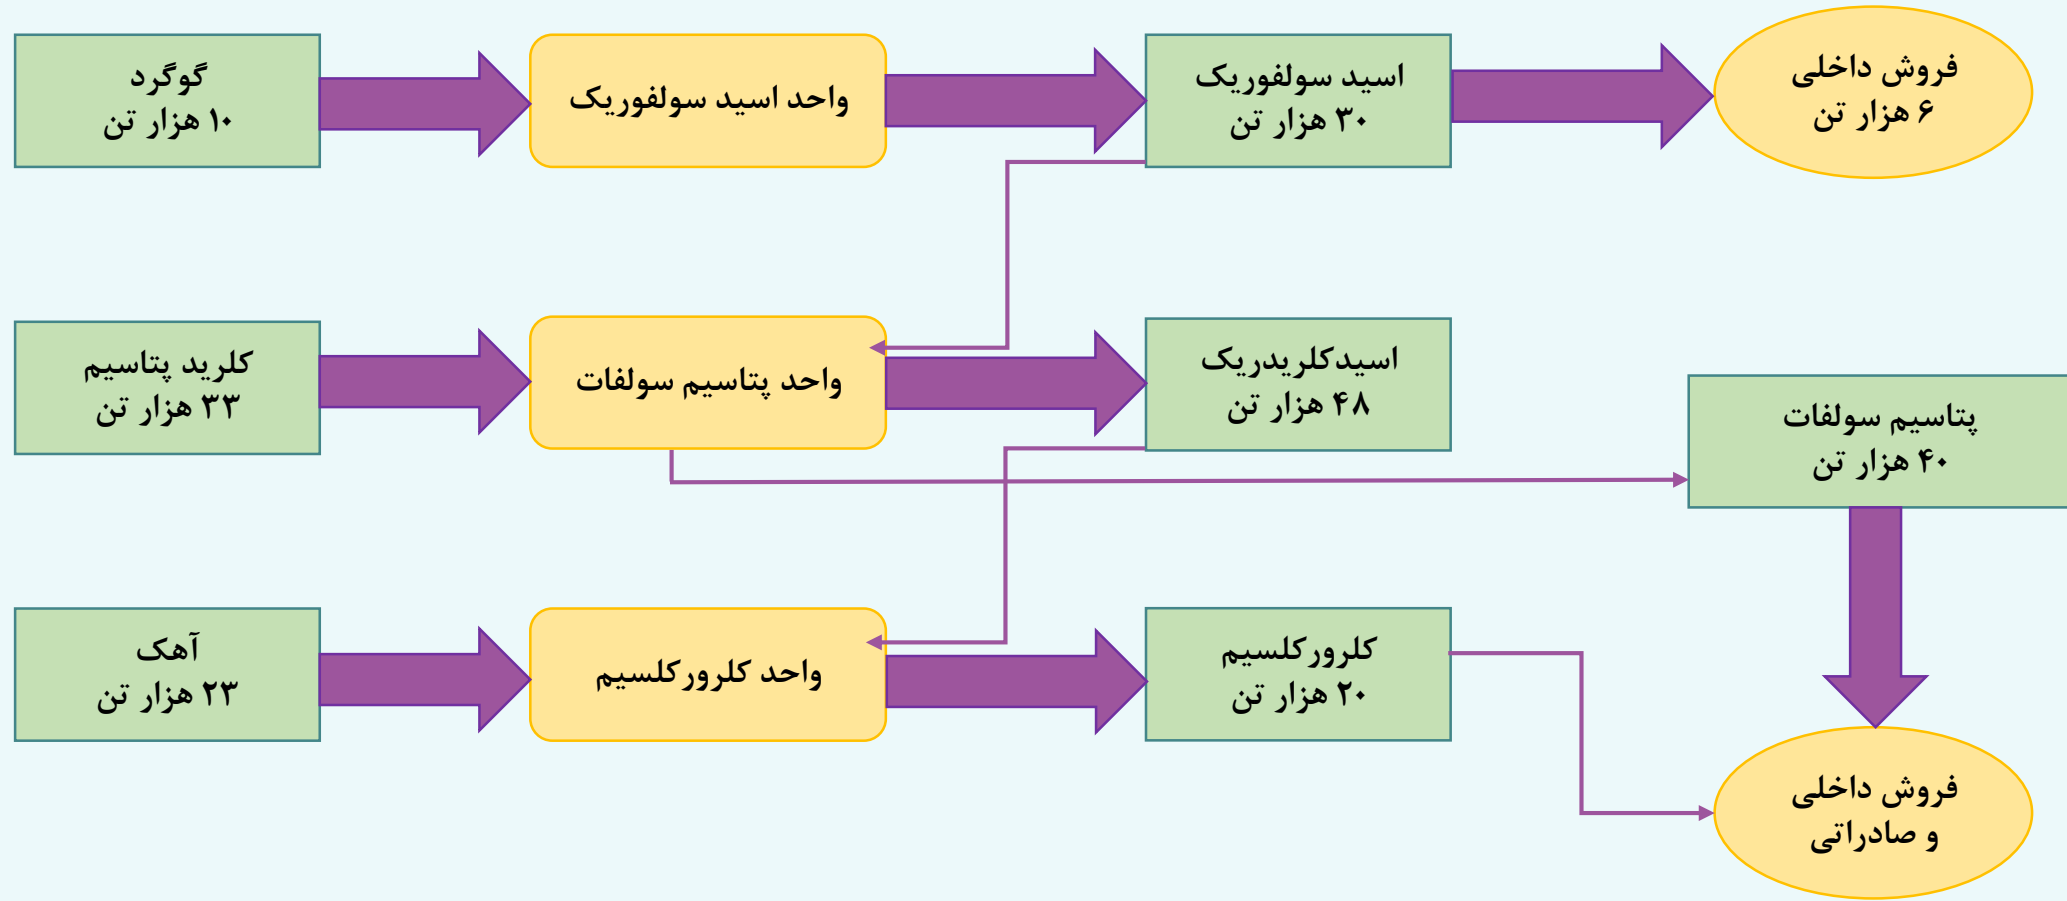 گوگرد
۱۰ هزار تن
واحد اسید سولفوریک
اسید سولفوریک
۳۰ هزار تن
فروش داخلی
۶ هزار تن
کلرید پتاسیم
۳۳ هزار تن
واحد پتاسیم سولفات
اسیدکلریدریک
۴۸ هزار تن
پتاسیم سولفات
۴۰ هزار تن
آهک
۲۳ هزار تن
واحد کلرورکلسیم
کلرورکلسیم
۲۰ هزار تن
فروش داخلی
و صادراتی